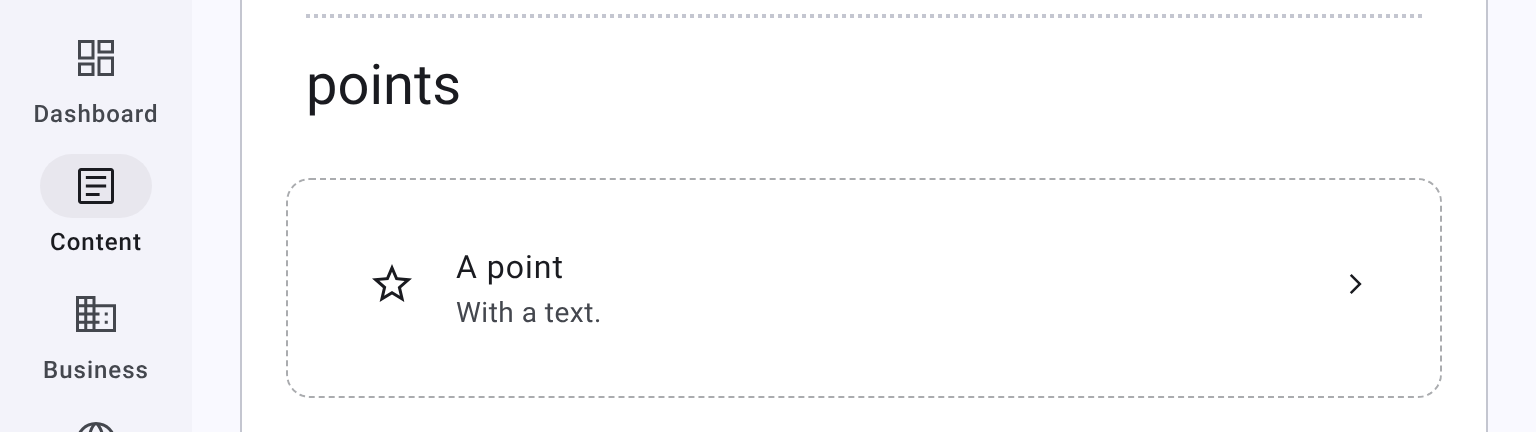 Dashboard
Content
Business
points
A point
With a text.